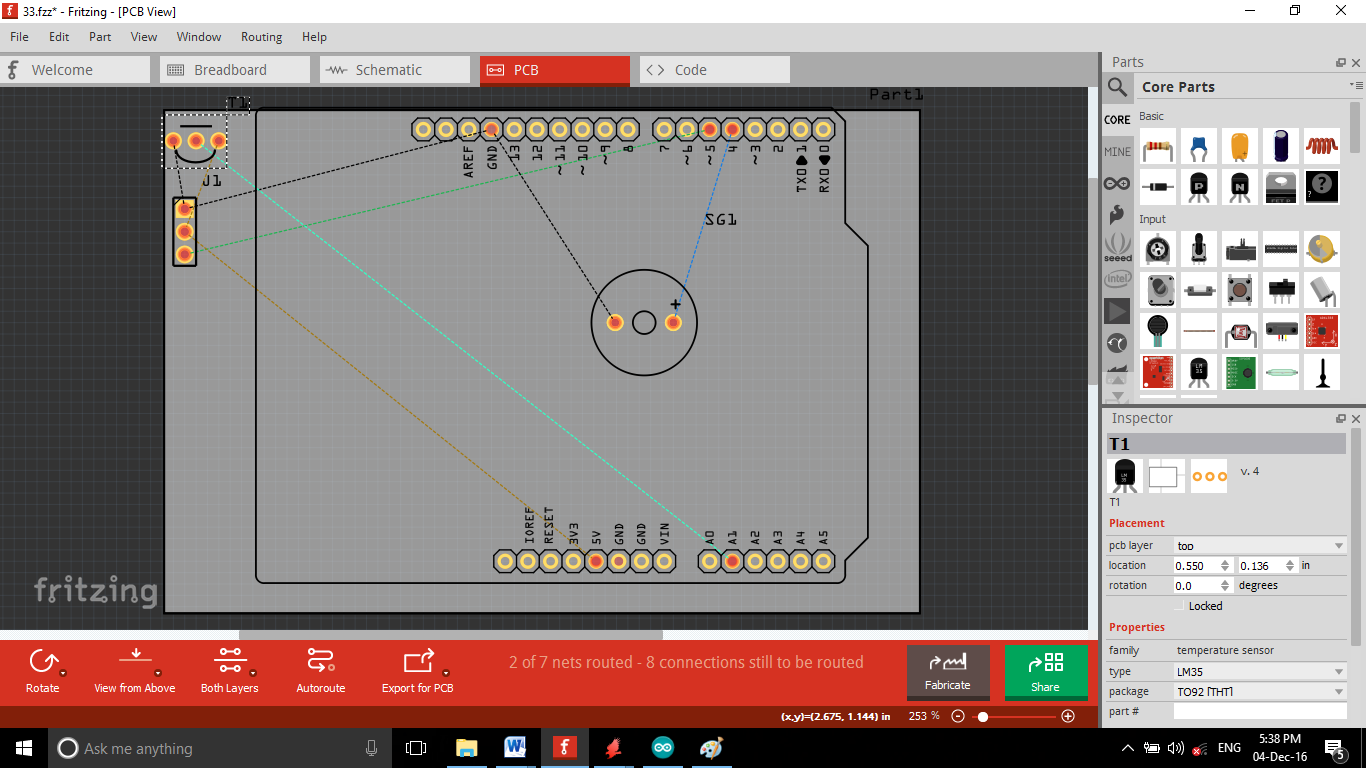 33.fzz* - Fritzing - [PCB View]
File Edit Part View Window Routing Help
Welcome Breadboard Schematic PCB Code
Parts
Core Parts
CORE
Basic
MINE
Input
seeed
intel
T1
Part1
J1
AREF GND 13 12 ~11 ~10 ~9 8 7 ~6 ~5 4 ~3 2 TXD 1 RXD 0
SG1
+
IOREF RESET 3V3 5V GND GND VIN A0 A1 A2 A3 A4 A5
fritzing
Inspector
T1
LM
35
v. 4
T1
Placement
pcb layer top
location 0.550 0.136 in
rotation 0.0 degrees
Locked
Properties
family temperature sensor
type LM35
package TO92 [THT]
part #
2 of 7 nets routed - 8 connections still to be routed
Rotate View from Above Both Layers Autoroute Export for PCB Fabricate Share
(x,y)=(2.675, 1.144) in 253 %
Ask me anything
ENG
5:38 PM
04-Dec-16
5